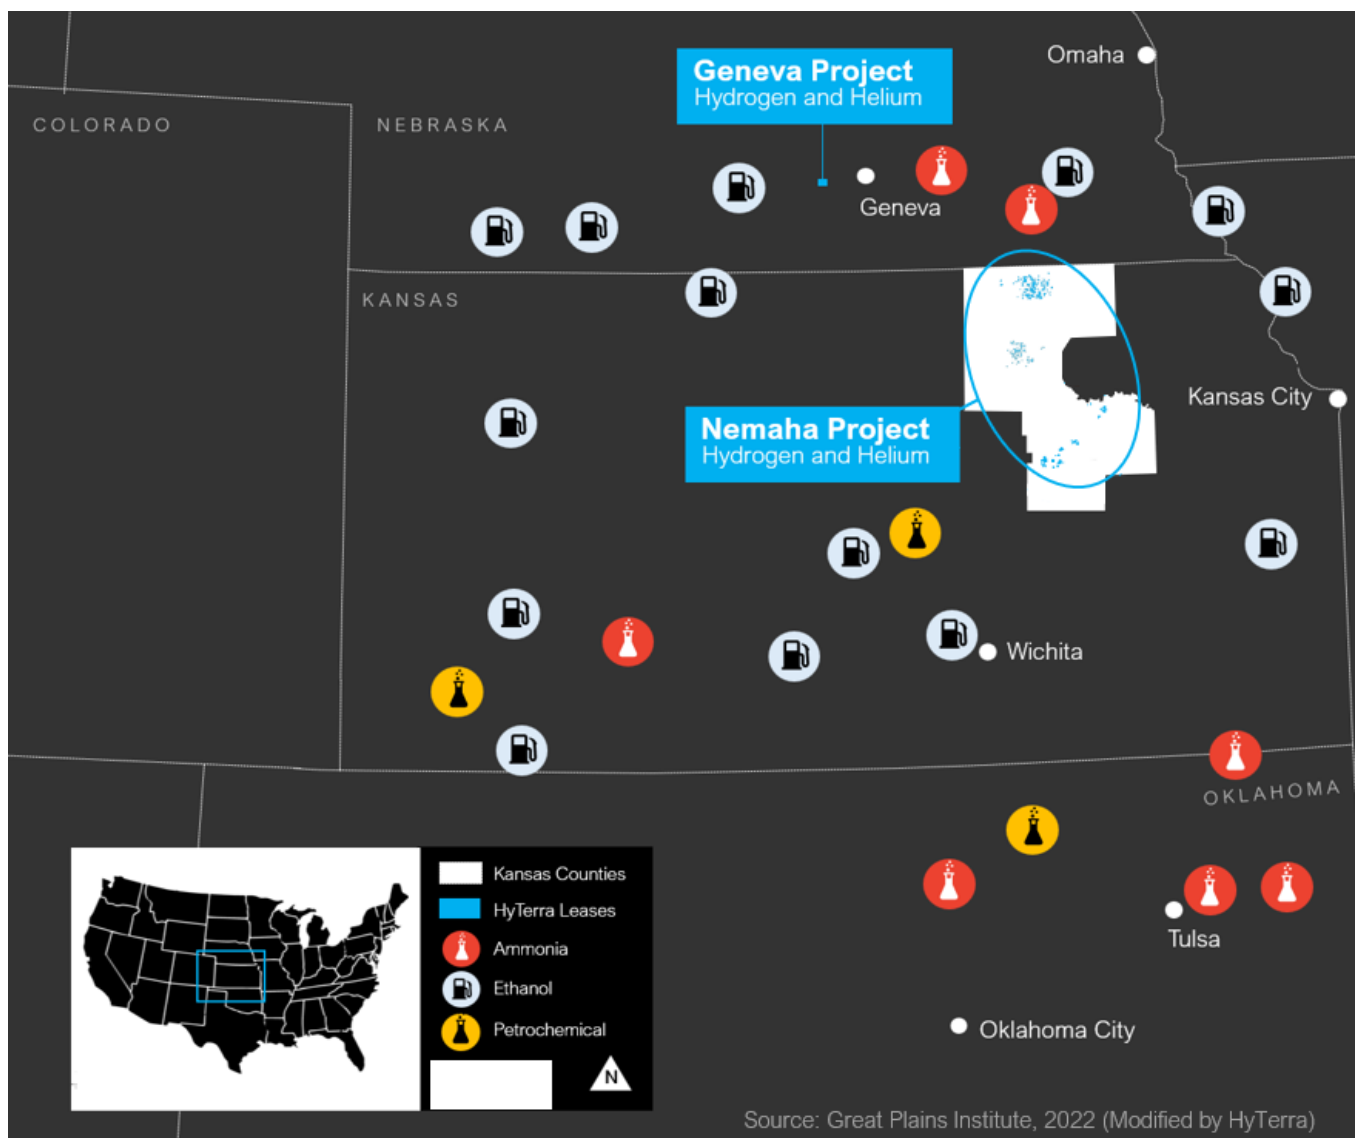 Omaha
Geneva Project
Hydrogen and Helium
COLORADO
NEBRASKA
Geneva
KANSAS
Kansas City
Nemaha Project
Hydrogen and Helium
Wichita
OKLAHOMA
Kansas Counties
HyTerra Leases
Ammonia
Ethanol
Petrochemical
N
Tulsa
Oklahoma City
Source: Great Plains Institute, 2022 (Modified by HyTerra)